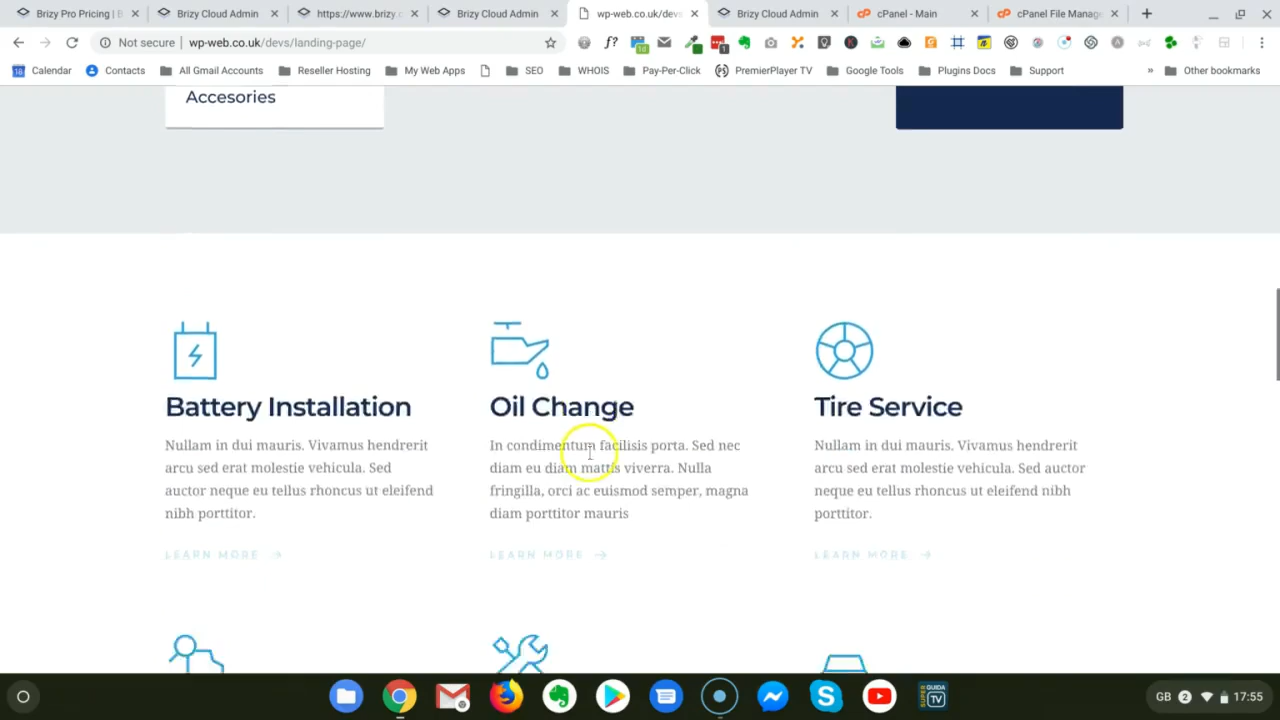 Brizy Pro Pricing | B
Brizy Cloud Admin
https://www.brizy.c
Brizy Cloud Admin
wp-web.co.uk/devs
Brizy Cloud Admin
cPanel - Main
cPanel File Manage
Not secure wp-web.co.uk/devs/landing-page/
Calendar
Contacts
All Gmail Accounts
Reseller Hosting
My Web Apps
SEO
WHOIS
Pay-Per-Click
PremierPlayer TV
Google Tools
Plugins Docs
Support
Other bookmarks
Accesories
Battery Installation
Nullam in dui mauris. Vivamus hendrerit
arcu sed erat molestie vehicula. Sed
auctor neque eu tellus rhoncus ut eleifend
nibh porttitor.
LEARN MORE
Oil Change
In condimentum facilisis porta. Sed nec
diam eu diam mattis viverra. Nulla
fringilla, orci ac euismod semper, magna
diam porttitor mauris
LEARN MORE
Tire Service
Nullam in dui mauris. Vivamus hendrerit
arcu sed erat molestie vehicula. Sed auctor
neque eu tellus rhoncus ut eleifend nibh
porttitor.
LEARN MORE
SUPER GUIDA TV
GB 2 17:55